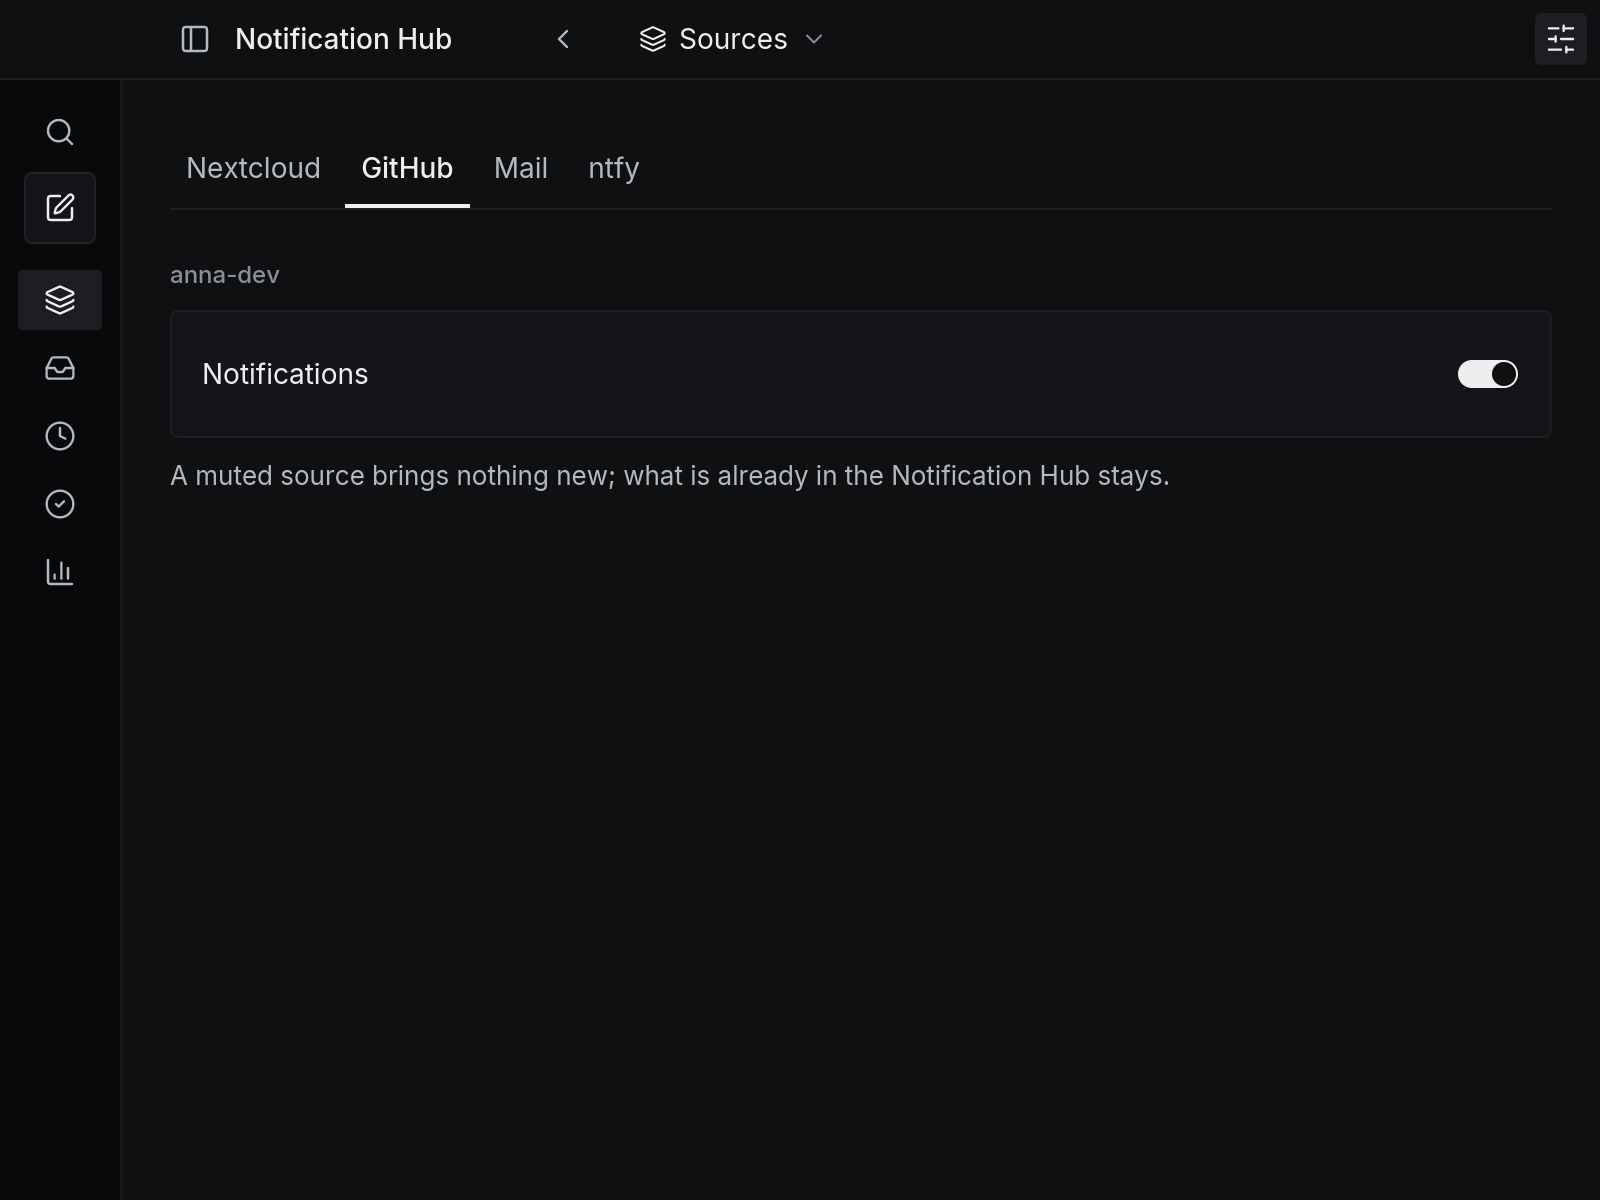 Notification Hub
Sources
Nextcloud GitHub Mail ntfy
anna-dev
Notifications
A muted source brings nothing new; what is already in the Notification Hub stays.